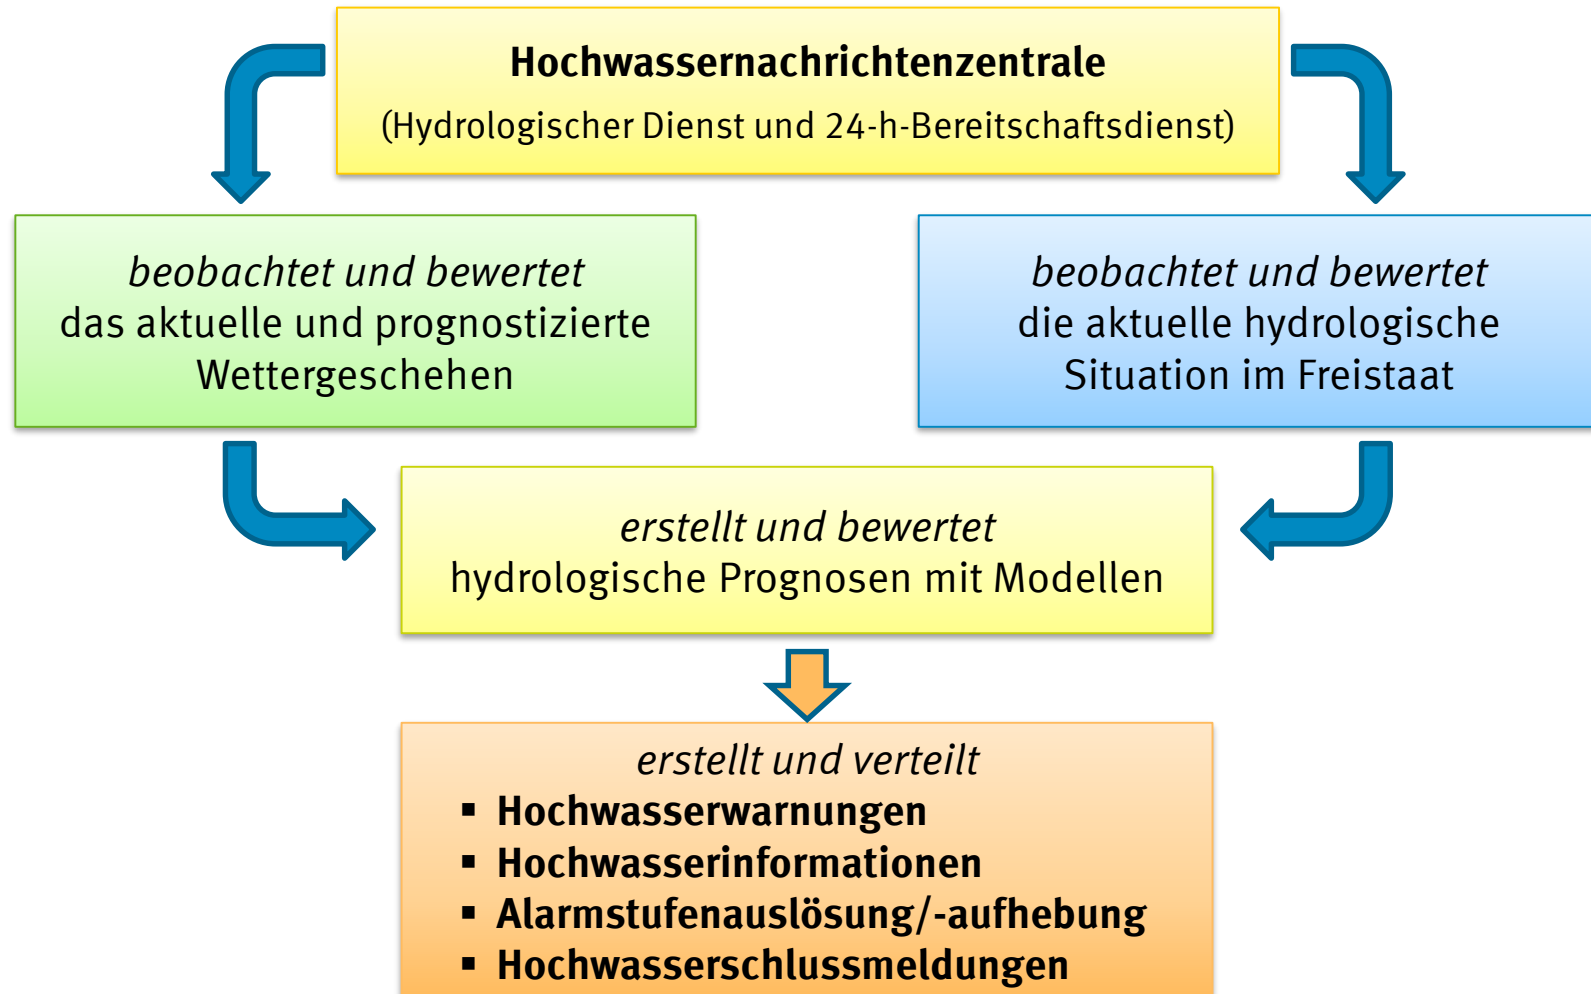 Hochwassernachrichtenzentrale
(Hydrologischer Dienst und 24-h-Bereitschaftsdienst)
beobachtet und bewertet
das aktuelle und prognostizierte
Wettergeschehen
beobachtet und bewertet
die aktuelle hydrologische
Situation im Freistaat
erstellt und bewertet
hydrologische Prognosen mit Modellen
erstellt und verteilt
▪ Hochwasserwarnungen
▪ Hochwasserinformationen
▪ Alarmstufenauslösung/-aufhebung
▪ Hochwasserschlussmeldungen